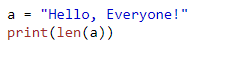 a = "Hello, Everyone!"
print(len(a))